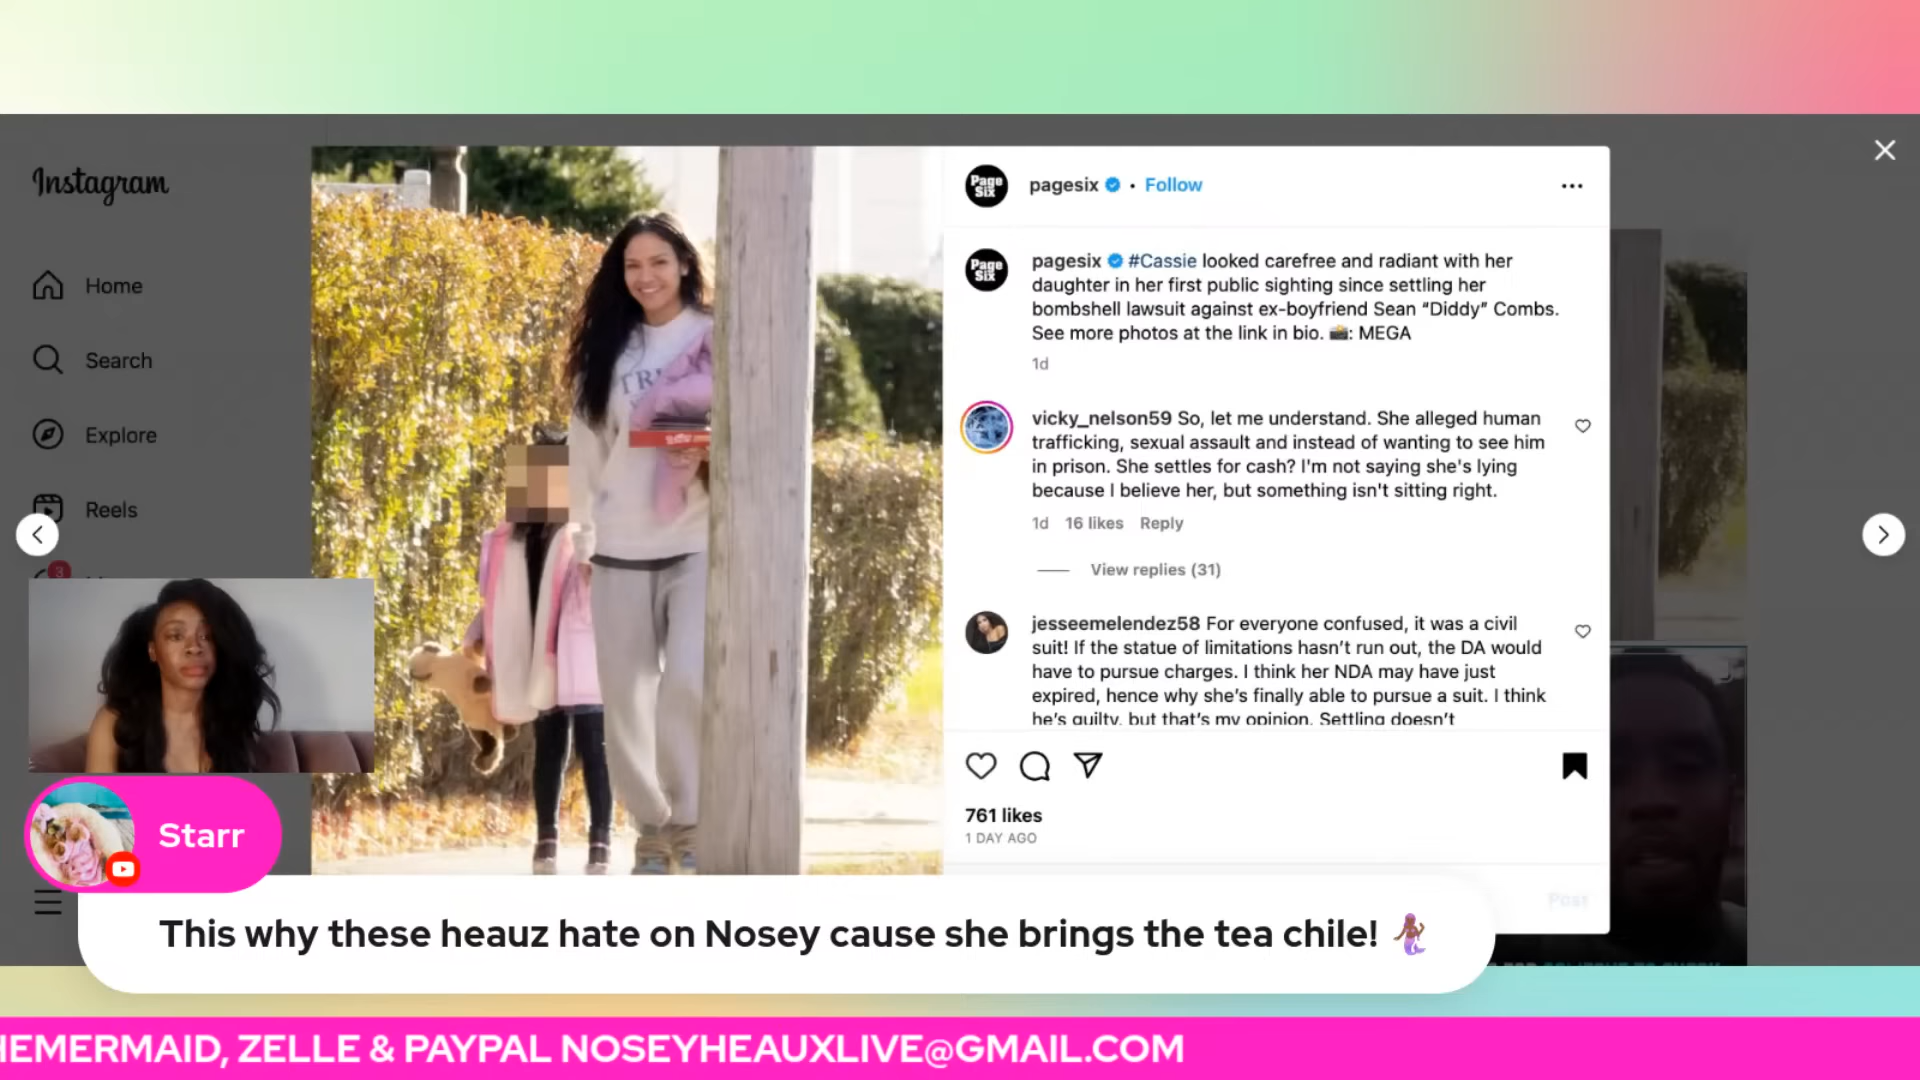 Instagram
Home
Search
Explore
Reels
3
Page
Six
pagesix • Follow
Page
Six
pagesix #Cassie looked carefree and radiant with her
daughter in her first public sighting since settling her
bombshell lawsuit against ex-boyfriend Sean “Diddy” Combs.
See more photos at the link in bio. 📸: MEGA
1d
vicky_nelson59 So, let me understand. She alleged human
trafficking, sexual assault and instead of wanting to see him
in prison. She settles for cash? I'm not saying she's lying
because I believe her, but something isn't sitting right.
1d 16 likes Reply
View replies (31)
jesseemelendez58 For everyone confused, it was a civil
suit! If the statue of limitations hasn’t run out, the DA would
have to pursue charges. I think her NDA may have just
expired, hence why she’s finally able to pursue a suit. I think
he’s guilty, but that’s my opinion. Settling doesn’t
761 likes
1 DAY AGO
Post
Starr
This why these heauz hate on Nosey cause she brings the tea chile! 🧜🏾‍♀️
HEMERMAID, ZELLE & PAYPAL NOSEYHEAUXLIVE@GMAIL.COM